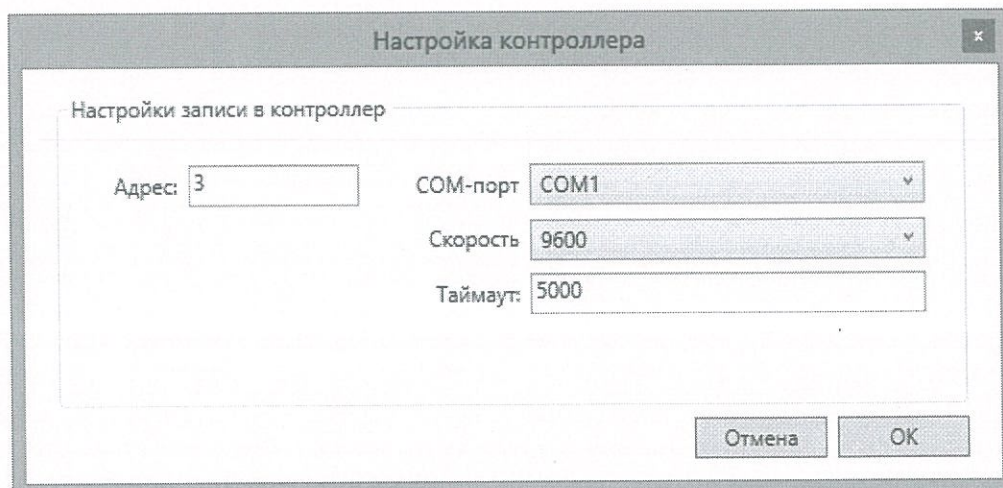 Настройка контроллера
x
Настройки записи в контроллер
Адрес: 3
COM-порт COM1
Скорость 9600
Таймаут: 5000
Отмена OK